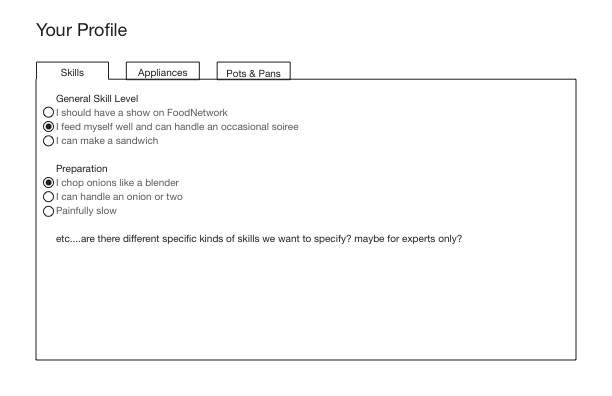 Your Profile
Skills
Appliances
Pots & Pans
General Skill Level
I should have a show on FoodNetwork
I feed myself well and can handle an occasional soiree
I can make a sandwich
Preparation
I chop onions like a blender
I can handle an onion or two
Painfully slow
etc....are there different specific kinds of skills we want to specify? maybe for experts only?